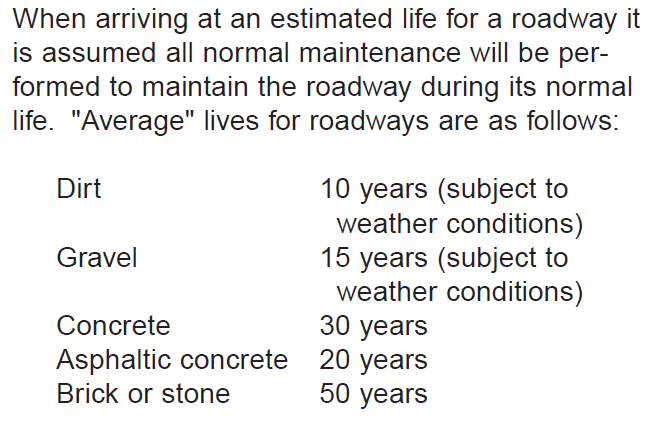 When arriving at an estimated life for a roadway it
is assumed all normal maintenance will be per-
formed to maintain the roadway during its normal
life.  "Average" lives for roadways are as follows:
Dirt 10 years (subject to
weather conditions)
Gravel 15 years (subject to
weather conditions)
Concrete 30 years
Asphaltic concrete 20 years
Brick or stone 50 years